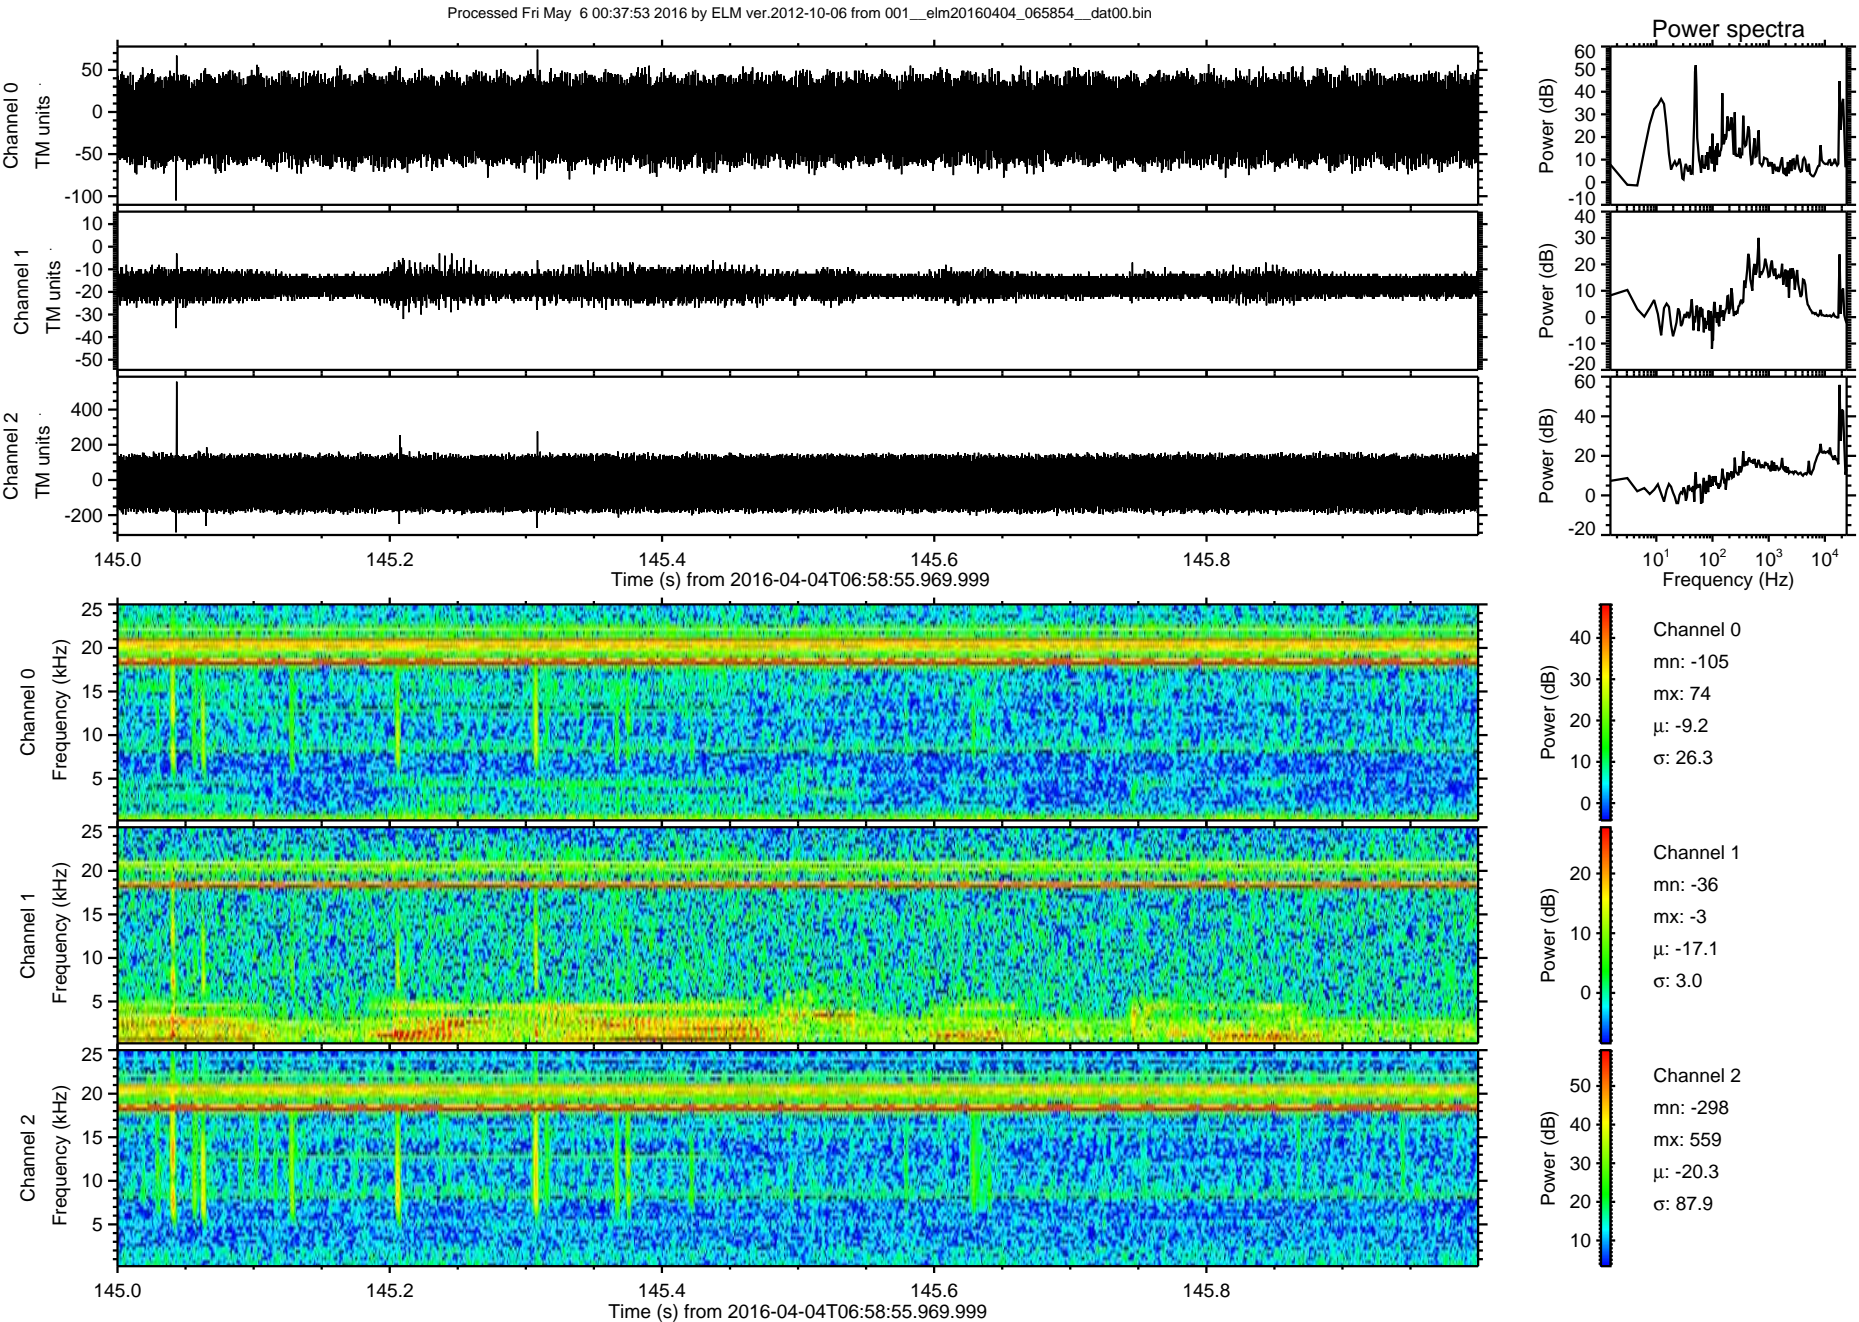 Processed Fri May  6 00:37:53 2016 by ELM ver.2012-10-06 from 001__elm20160404_065854__dat00.bin
Power spectra
Channel 0
TM units
50
0
-50
-100
Channel 1
TM units
10
0
-10
-20
-30
-40
-50
Channel 2
TM units
400
200
0
-200
145.0 145.2 145.4 145.6 145.8
Time (s) from 2016-04-04T06:58:55.969.999
Power (dB)
60
50
40
30
20
10
0
-10
Power (dB)
40
30
20
10
0
-10
-20
Power (dB)
60
40
20
0
-20
10^1 10^2 10^3 10^4
Frequency (Hz)
Channel 0
Frequency (kHz)
25
20
15
10
5
Power (dB)
40
30
20
10
0
Channel 0
mn: -105
mx: 74
μ: -9.2
σ: 26.3
Channel 1
Frequency (kHz)
25
20
15
10
5
Power (dB)
20
10
0
Channel 1
mn: -36
mx: -3
μ: -17.1
σ: 3.0
Channel 2
Frequency (kHz)
25
20
15
10
5
Power (dB)
50
40
30
20
10
Channel 2
mn: -298
mx: 559
μ: -20.3
σ: 87.9
145.0 145.2 145.4 145.6 145.8
Time (s) from 2016-04-04T06:58:55.969.999